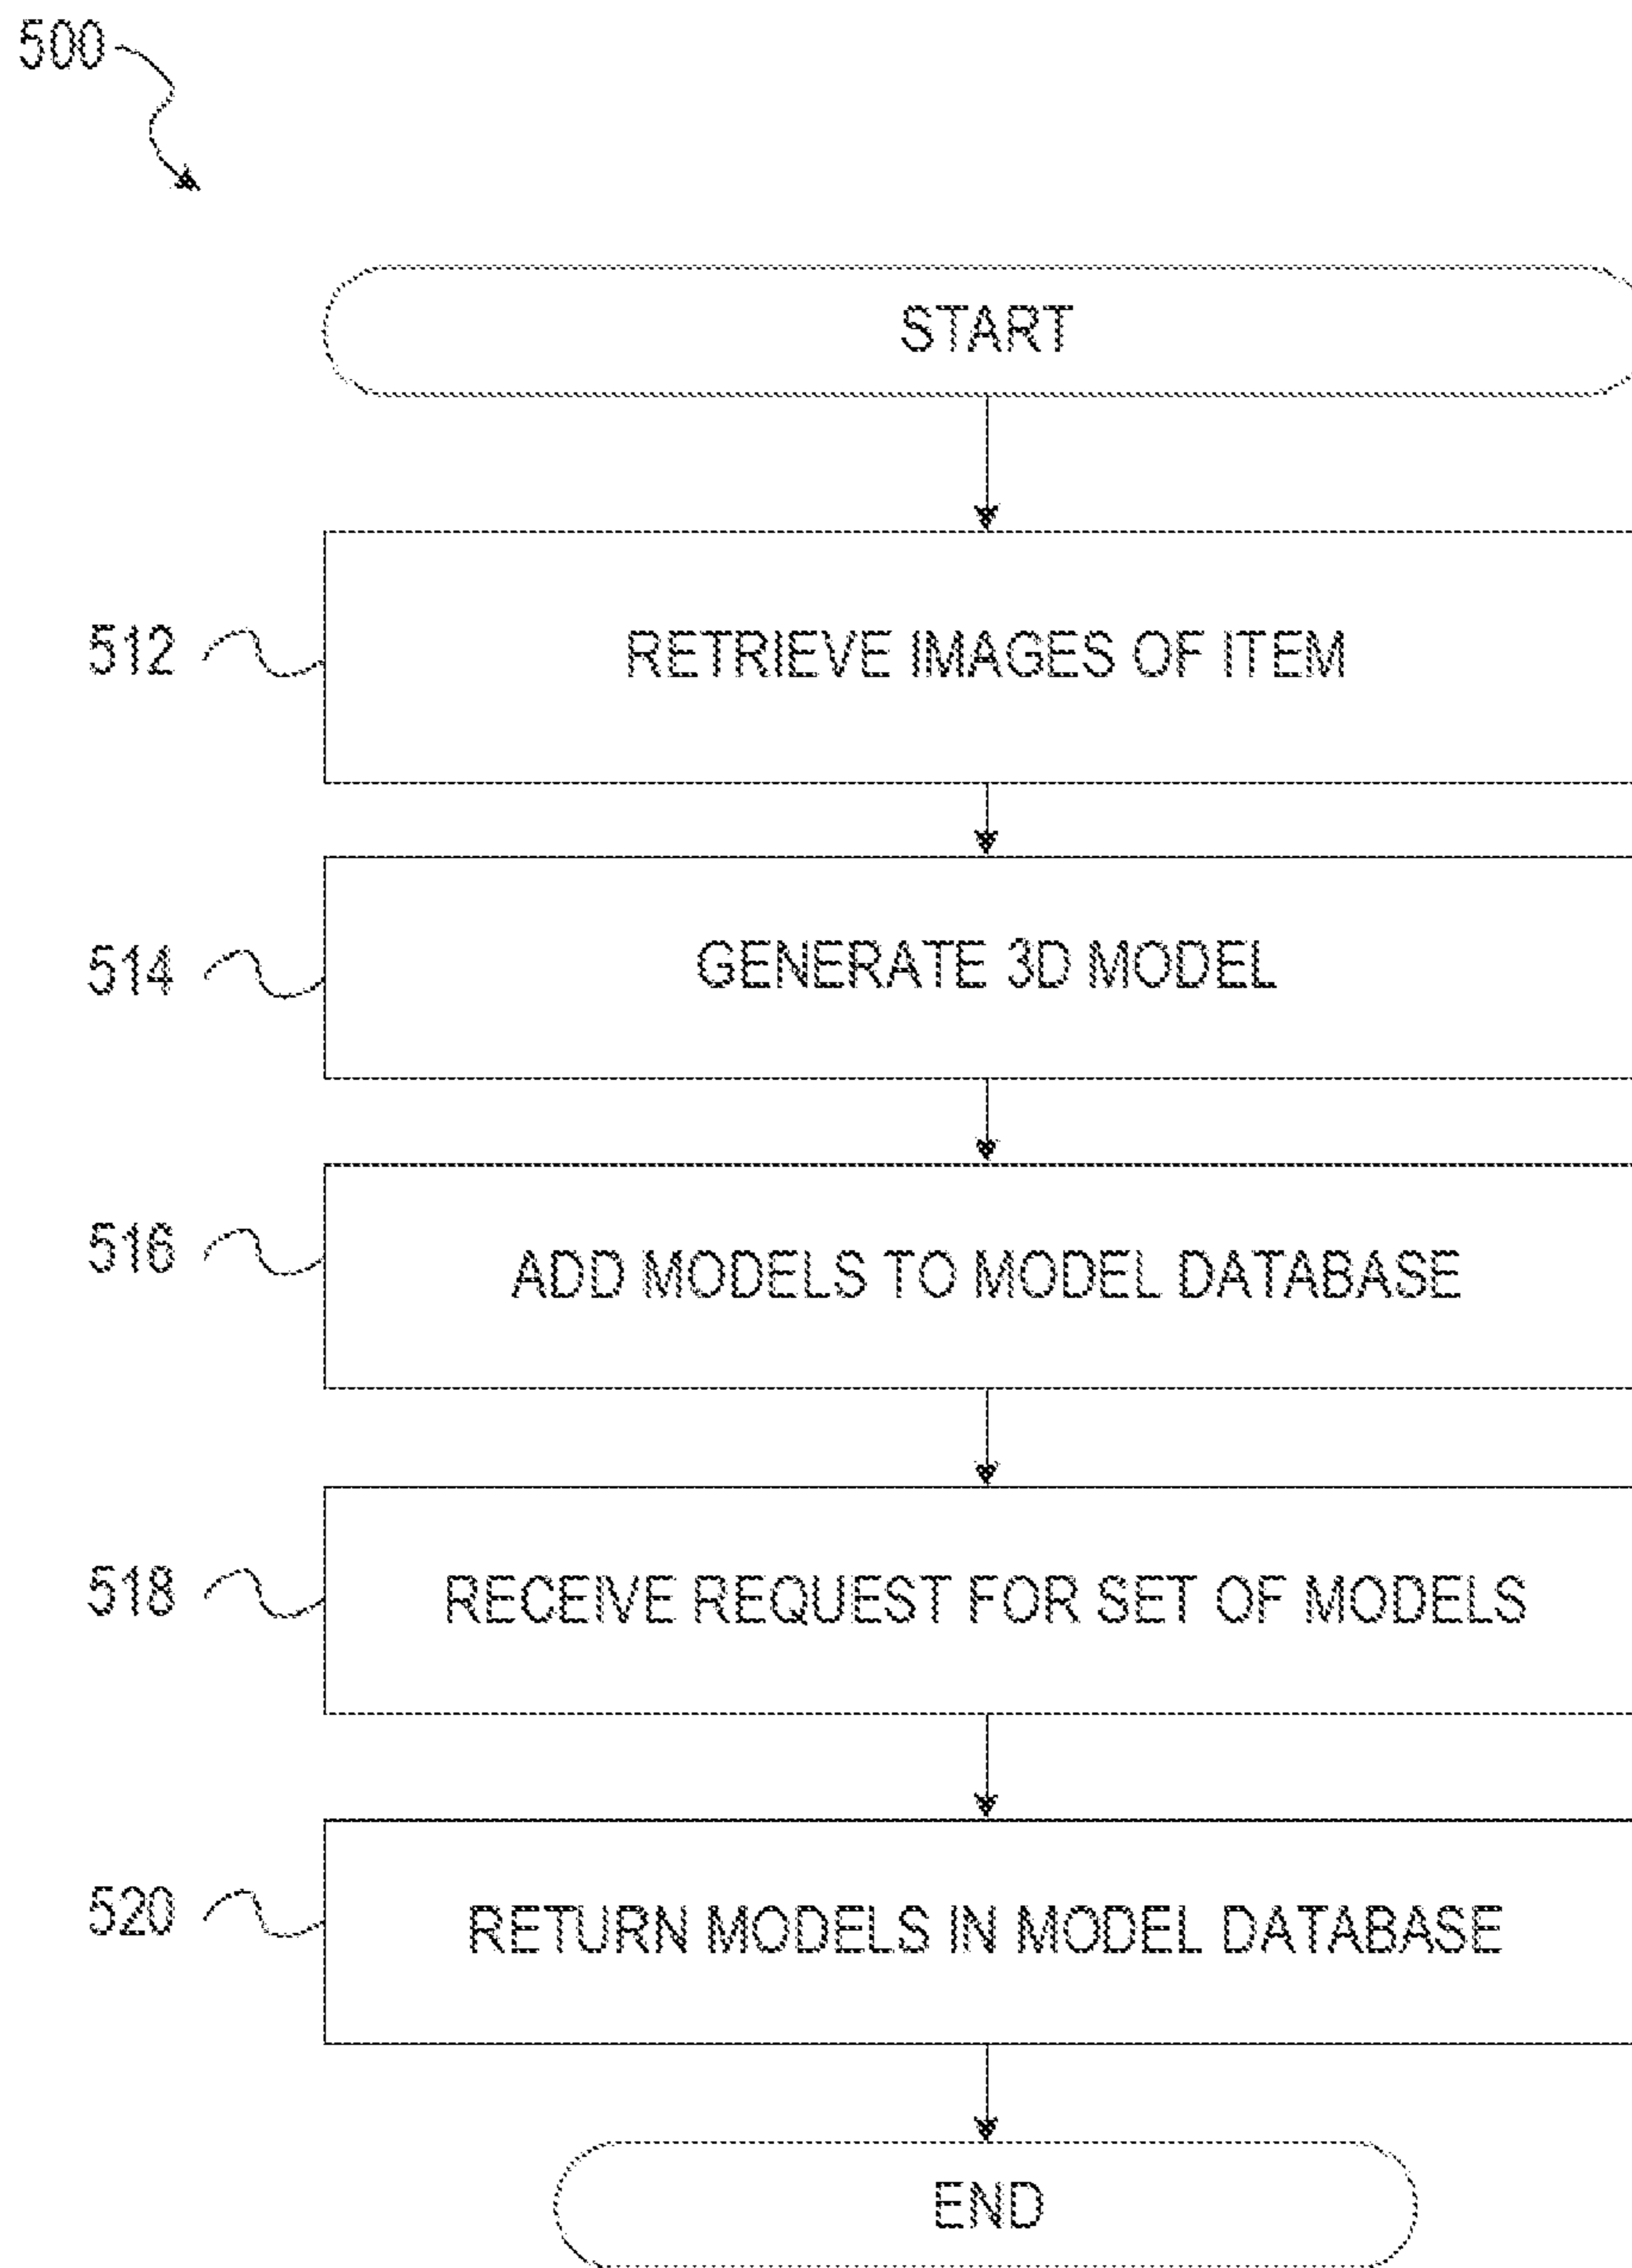 500
START
512 RETRIEVE IMAGES OF ITEM
514 GENERATE 3D MODEL
516 ADD MODELS TO MODEL DATABASE
518 RECEIVE REQUEST FOR SET OF MODELS
520 RETURN MODELS IN MODEL DATABASE
END